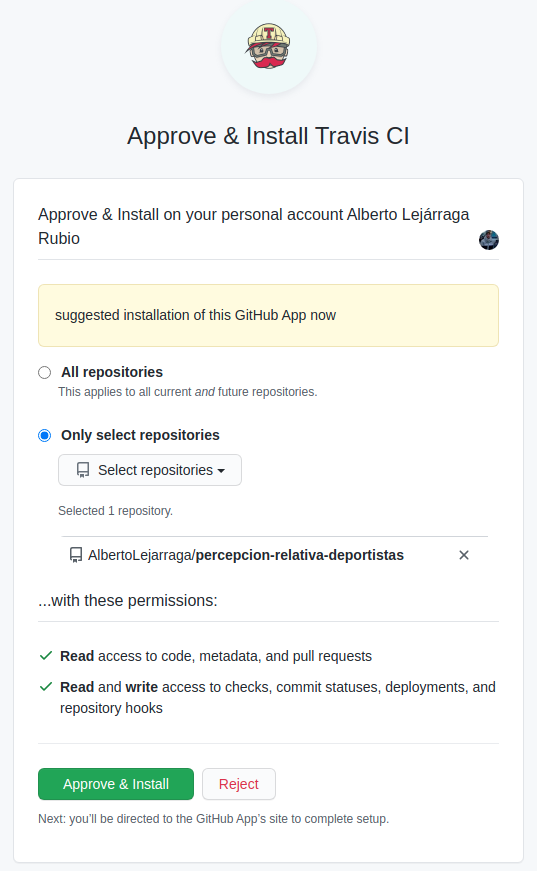 T
Approve & Install Travis CI
Approve & Install on your personal account Alberto Lejárraga
Rubio
suggested installation of this GitHub App now
All repositories
This applies to all current and future repositories.
Only select repositories
Select repositories
Selected 1 repository.
AlbertoLejarraga/percepcion-relativa-deportistas
...with these permissions:
Read access to code, metadata, and pull requests
Read and write access to checks, commit statuses, deployments, and
repository hooks
Approve & Install Reject
Next: you'll be directed to the GitHub App's site to complete setup.